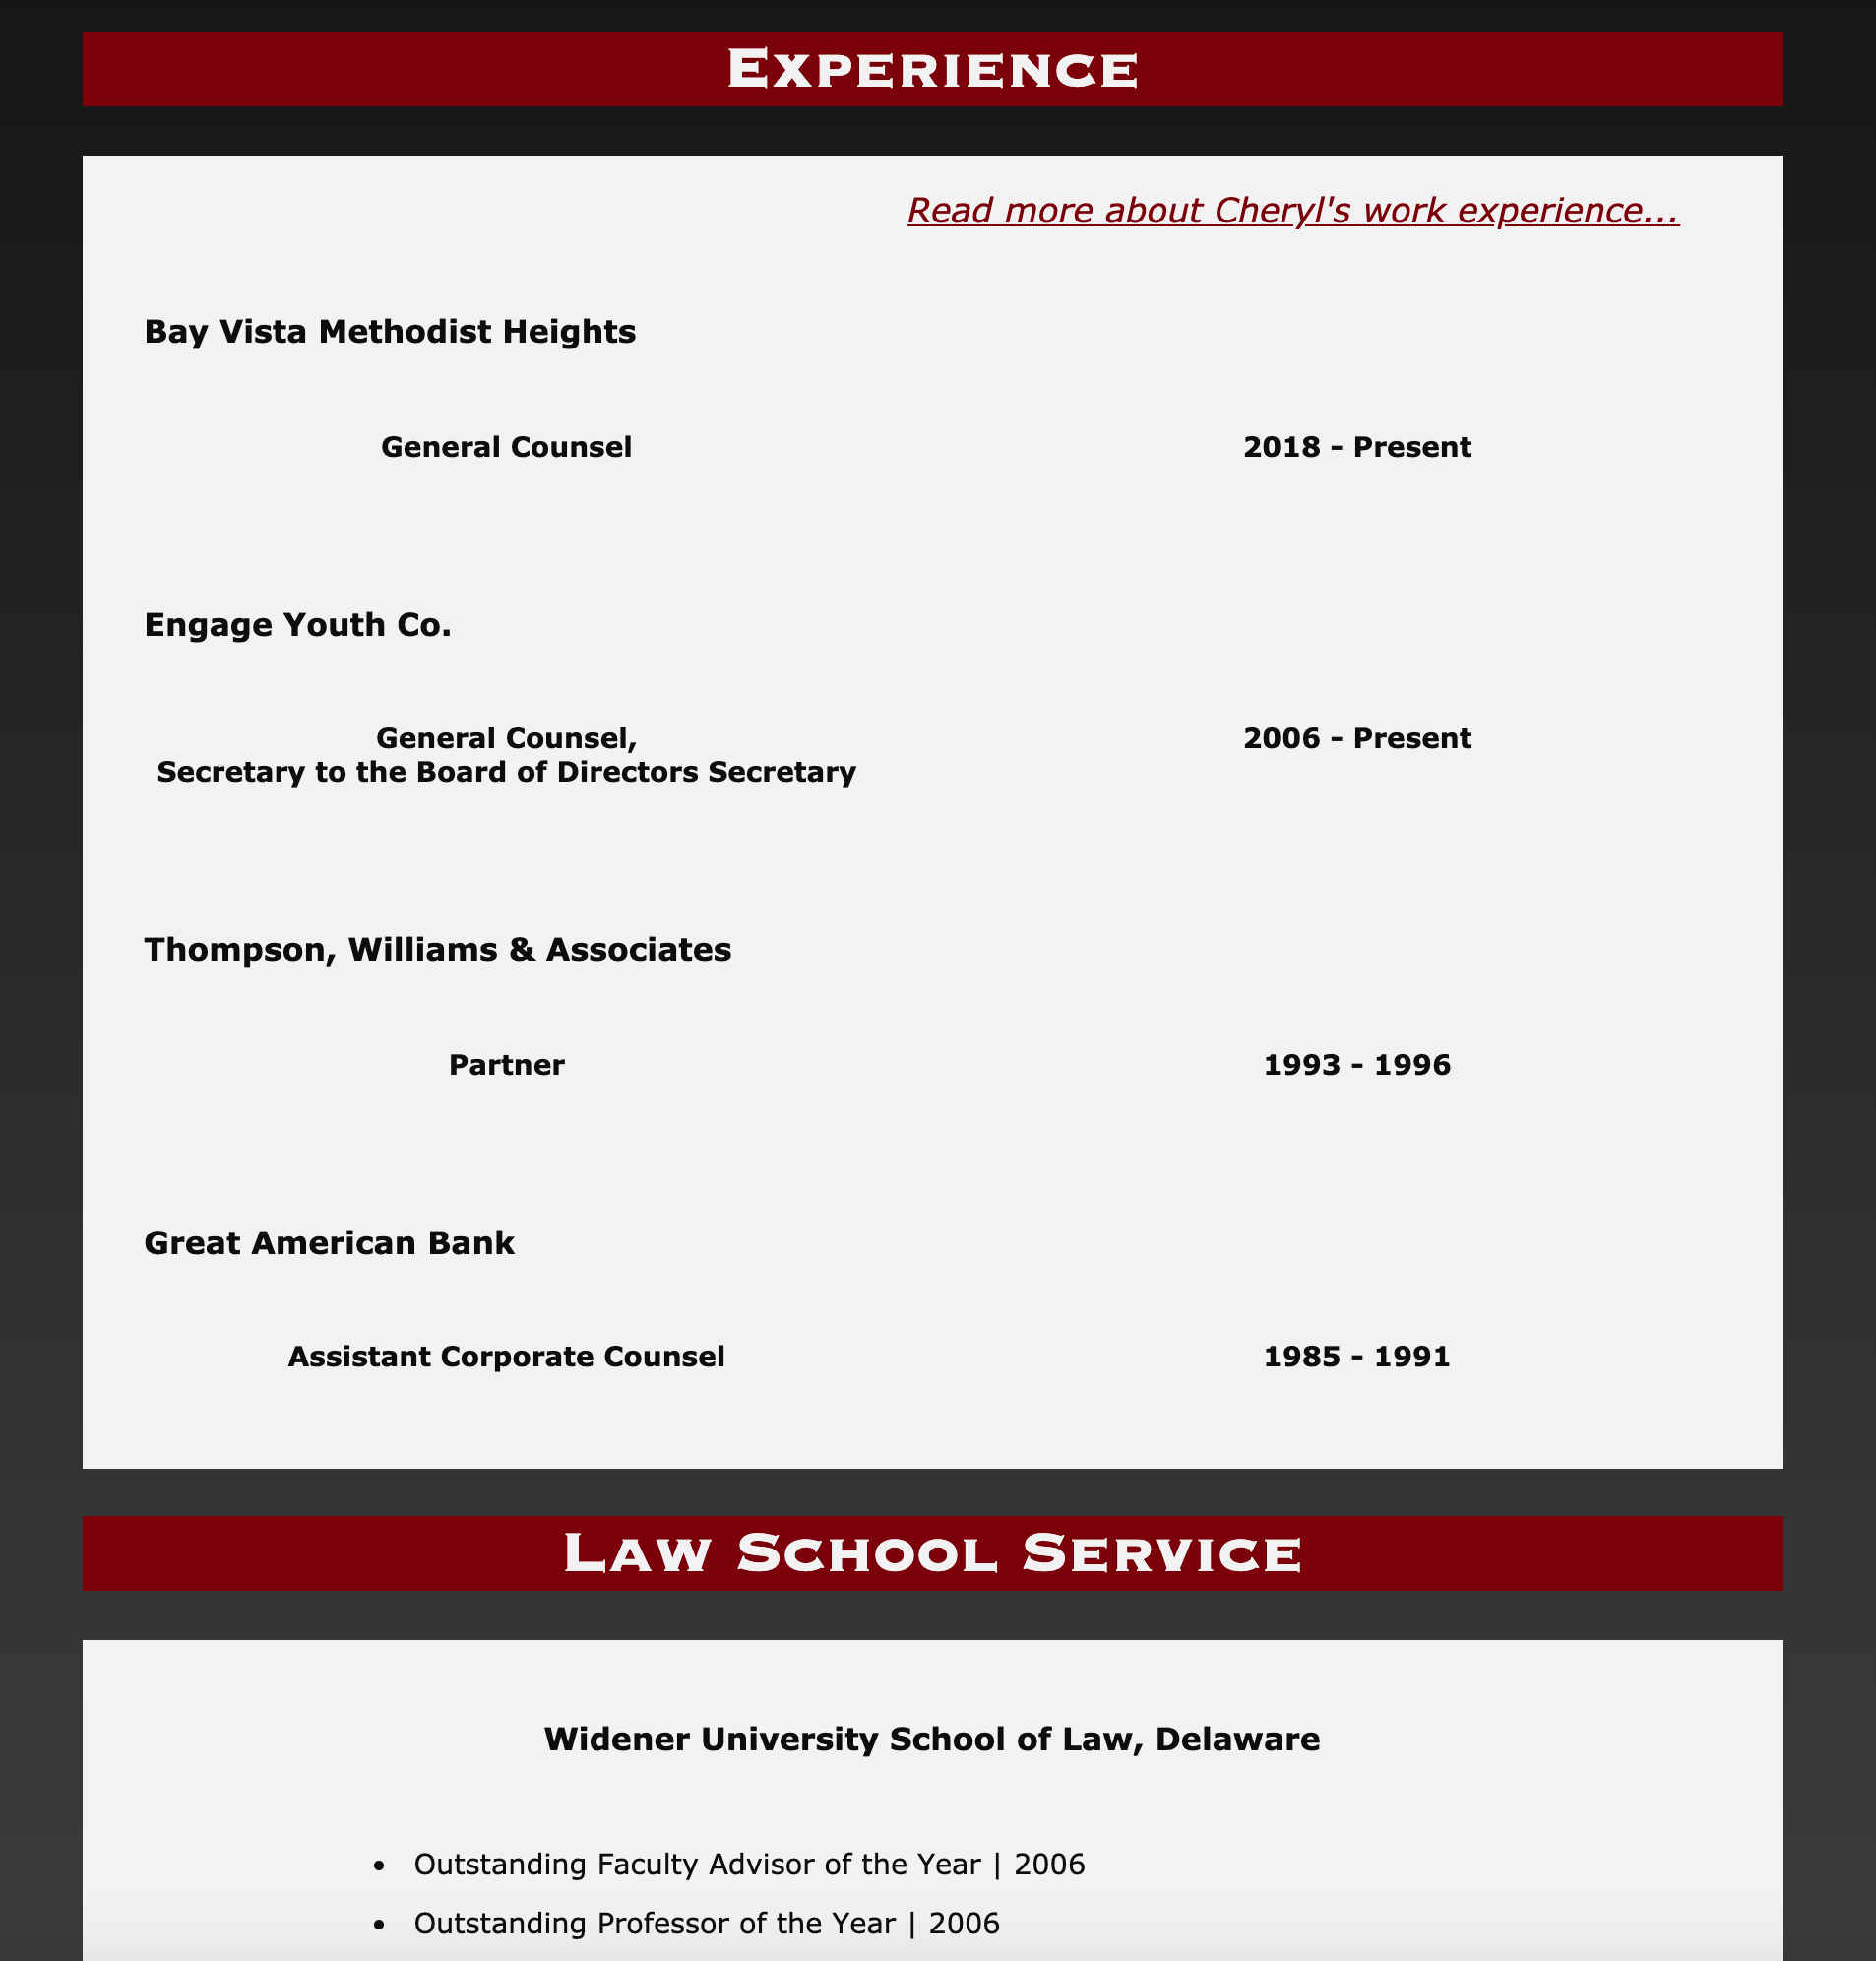 Experience
Read more about Cheryl's work experience...
Bay Vista Methodist Heights
General Counsel
2018 - Present
Engage Youth Co.
General Counsel,
Secretary to the Board of Directors Secretary
2006 - Present
Thompson, Williams & Associates
Partner
1993 - 1996
Great American Bank
Assistant Corporate Counsel
1985 - 1991
Law School Service
Widener University School of Law, Delaware
• Outstanding Faculty Advisor of the Year | 2006
• Outstanding Professor of the Year | 2006